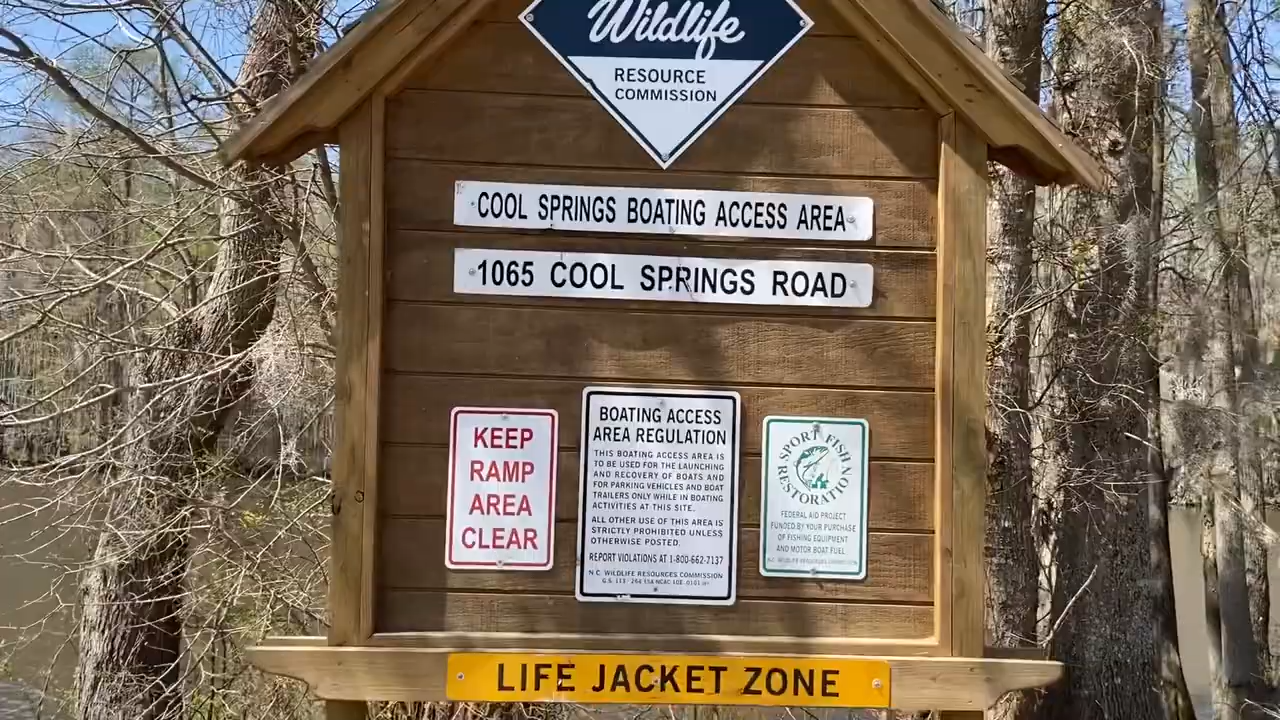 Wildlife
RESOURCE
COMMISSION
COOL SPRINGS BOATING ACCESS AREA
1065 COOL SPRINGS ROAD
KEEP
RAMP
AREA
CLEAR
BOATING ACCESS
AREA REGULATION
THIS BOATING ACCESS AREA IS
TO BE USED FOR THE LAUNCHING
AND RECOVERY OF BOATS AND
FOR PARKING VEHICLES AND BOAT
TRAILERS ONLY WHILE IN BOATING
ACTIVITIES AT THIS SITE.
ALL OTHER USE OF THIS AREA IS
STRICTLY PROHIBITED UNLESS
OTHERWISE POSTED.
REPORT VIOLATIONS AT 1-800-662-7137
N.C. WILDLIFE RESOURCES COMMISSION
SPORT FISH
RESTORATION
FEDERAL AID PROJECT
FUNDED BY YOUR PURCHASE
OF FISHING EQUIPMENT
AND MOTOR BOAT FUEL
N.C. WILDLIFE RESOURCES COMMISSION
LIFE JACKET ZONE